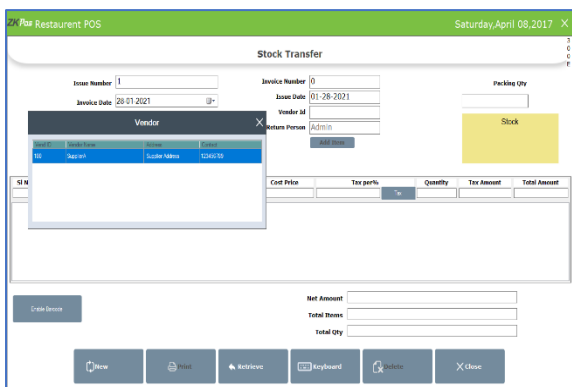 ZKPos Restaurent POS
Saturday,April 08,2017 X
Stock Transfer
Issue Number 1
Invoice Number 0
Packing Qty
Invoice Date 28-01-2021
Issue Date 01-28-2021
Vendor Id
Stock
Return Person Admin
Add Item
Vendor X
Vend ID Vendor Name Address Contact
100 SupplierA Supplier Address 123456789
Sl N
Cost Price Tax per% Quantity Tax Amount Total Amount
Tax
Net Amount
Total Items
Total Qty
Enable Barcode
New Print Retrieve Keyboard Delete Close